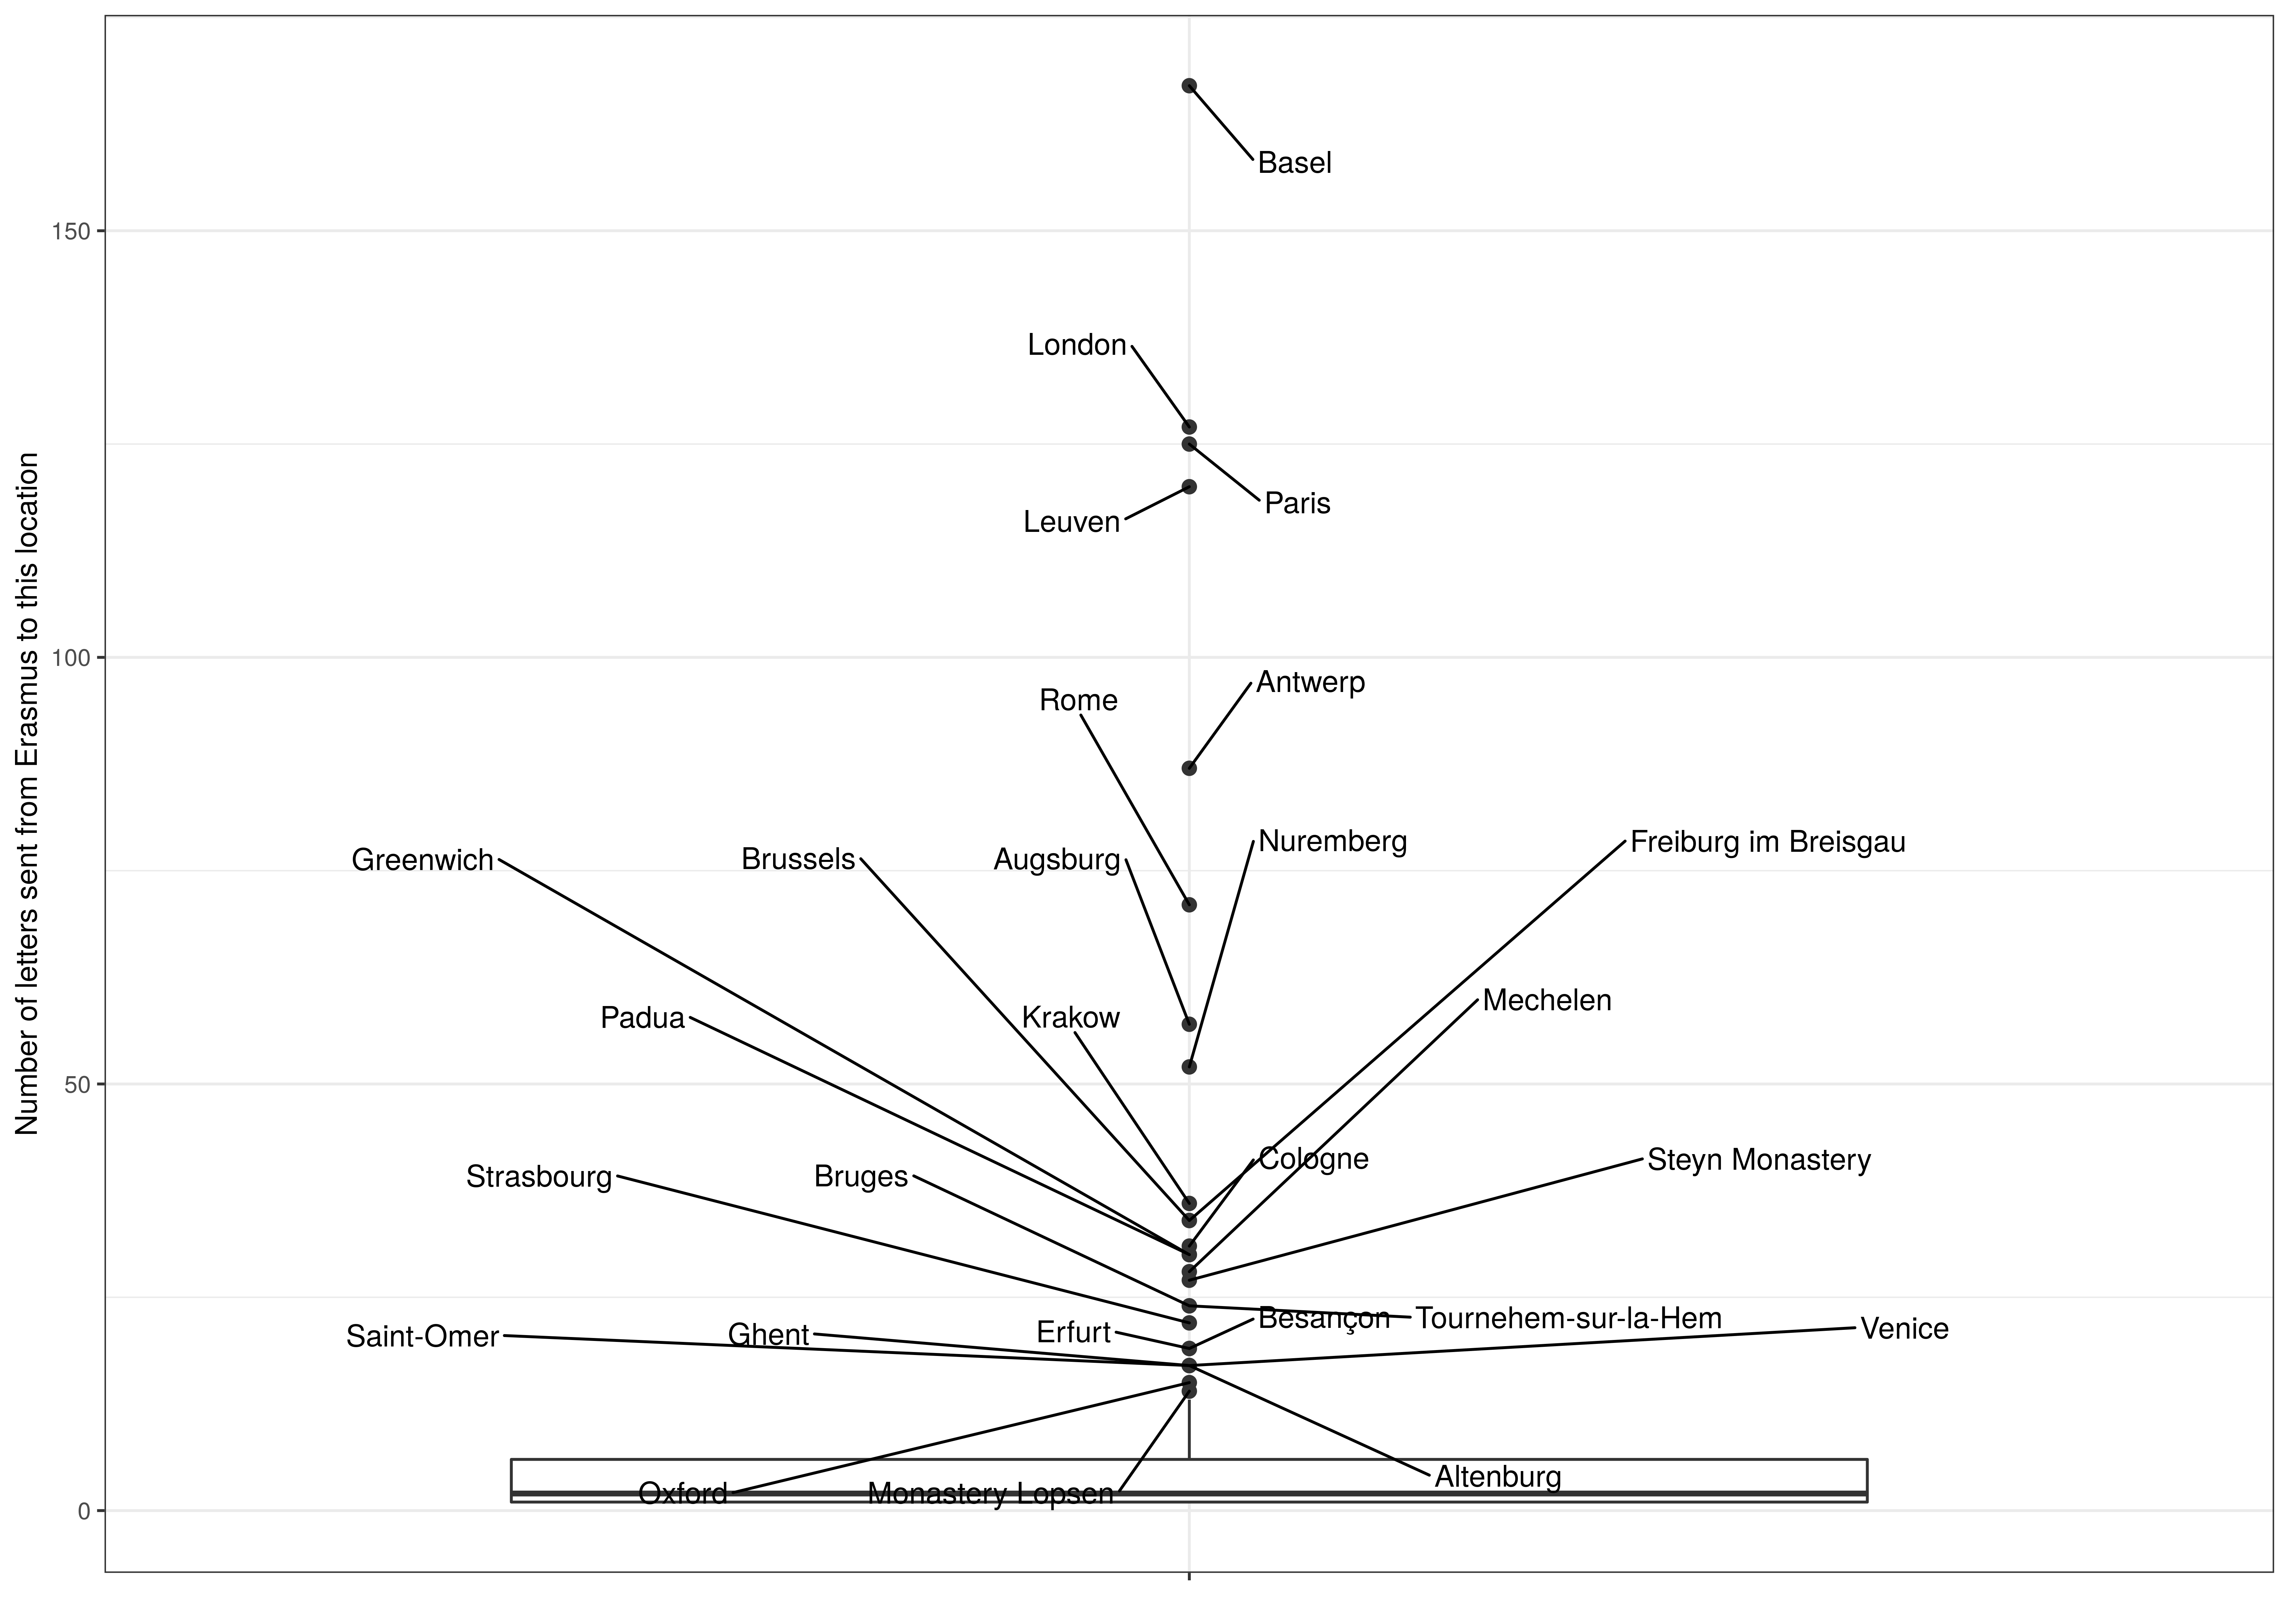 Number of letters sent from Erasmus to this location
150
100
50
0
Basel
London
Paris
Leuven
Antwerp
Rome
Nuremberg
Freiburg im Breisgau
Greenwich
Brussels
Augsburg
Mechelen
Padua
Krakow
Cologne
Steyn Monastery
Strasbourg
Bruges
Besançon
Tournehem-sur-la-Hem
Venice
Saint-Omer
Ghent
Erfurt
Altenburg
Oxford
Monastery Lopsen